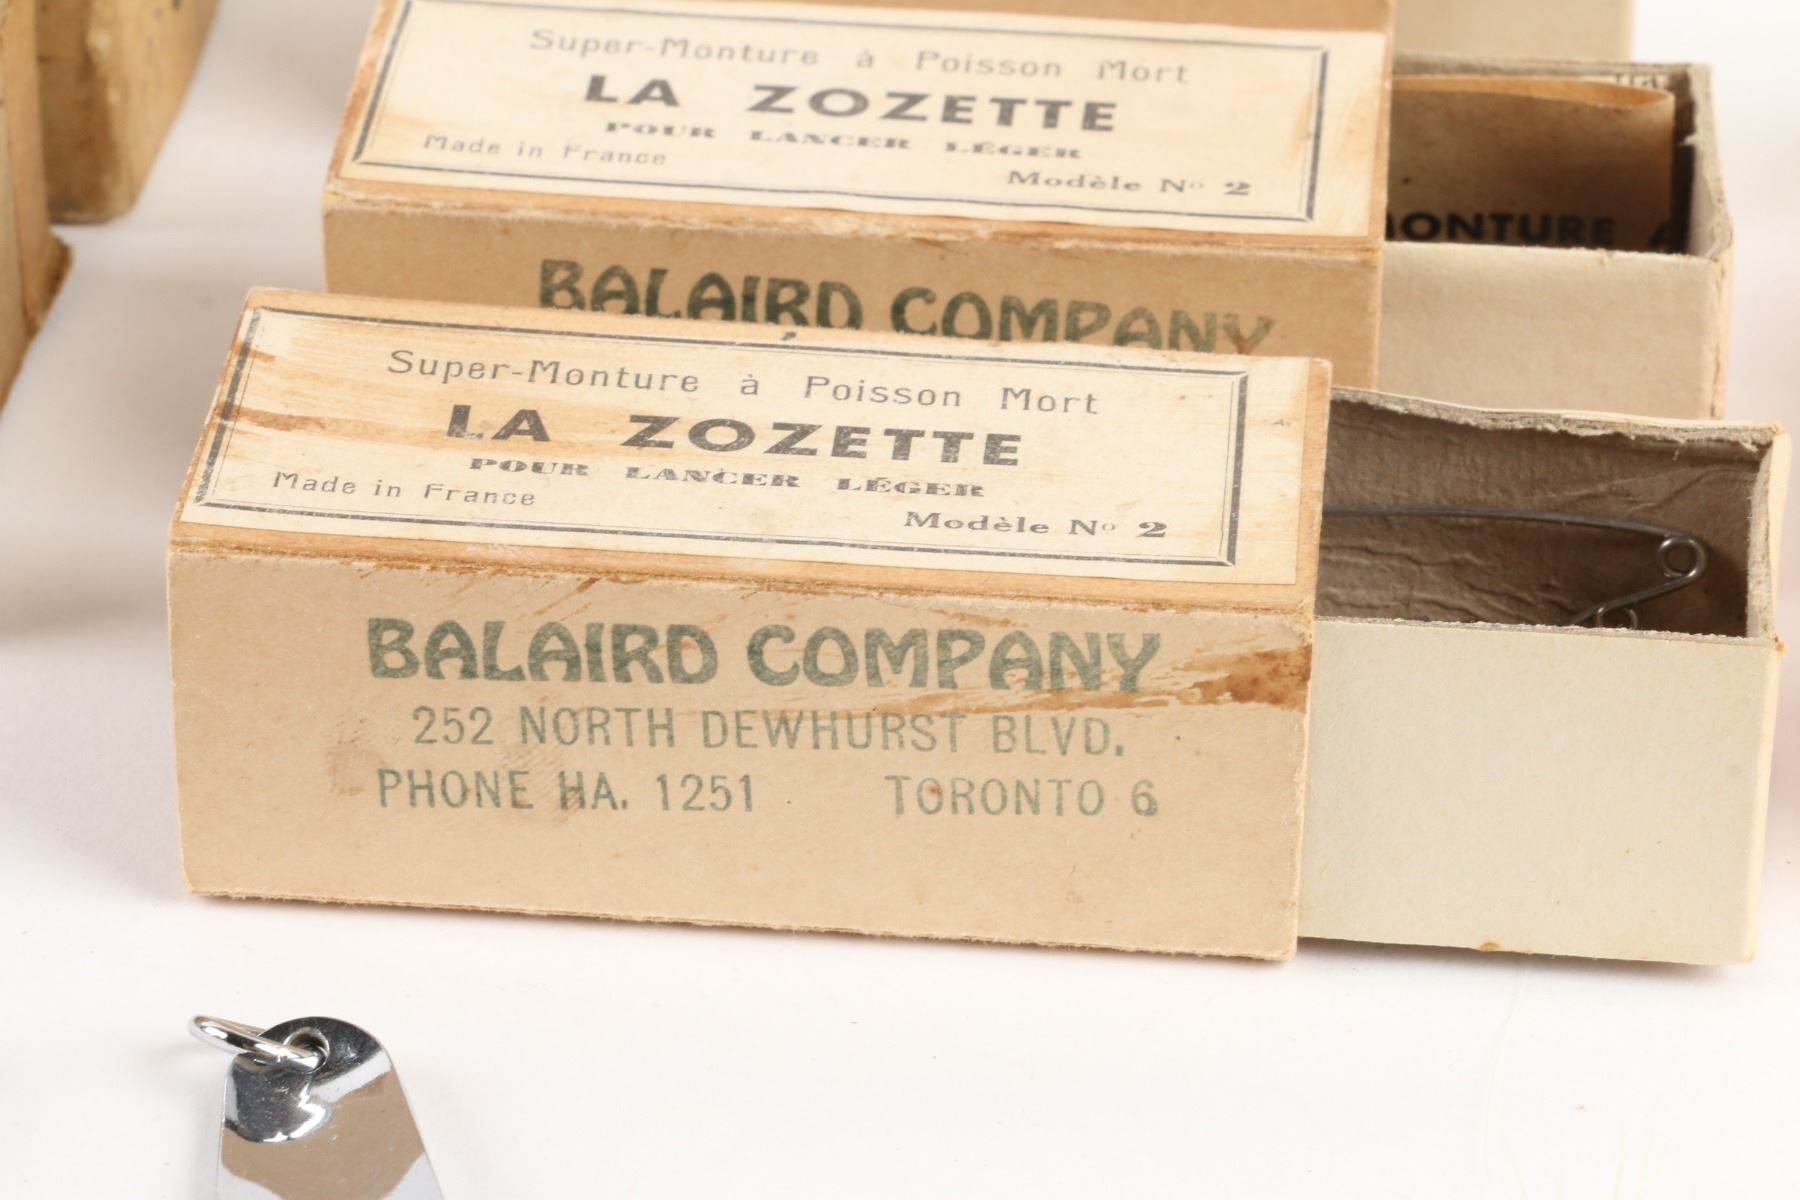 Super-Monture à Poisson Mort
LA ZOZETTE
POUR LANCER LÉGER
Made in France
Modèle Nº 2
MONTURE
BALAIRD COMPANY
Super-Monture à Poisson Mort
LA ZOZETTE
POUR LANCER LÉGER
Made in France
Modèle Nº 2
BALAIRD COMPANY
252 NORTH DEWHURST BLVD.
PHONE HA. 1251 TORONTO 6